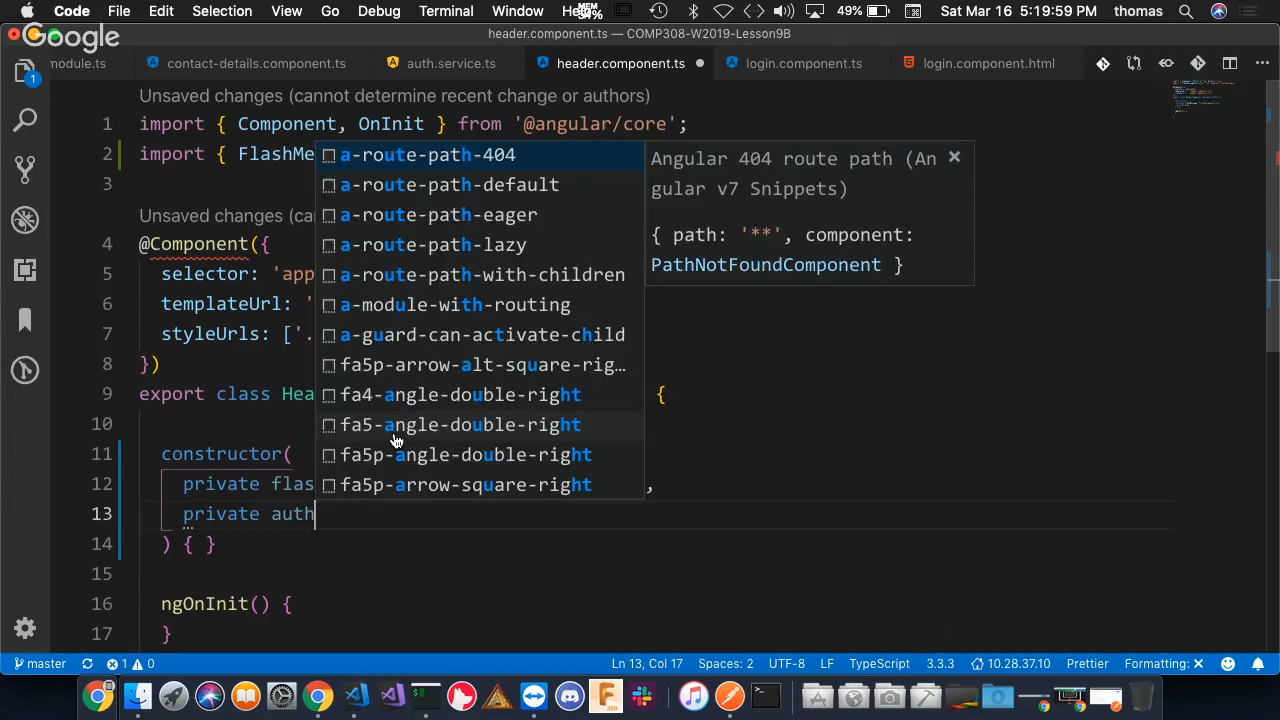 Code File Edit Selection View Go Debug Terminal Window Help MEM 54% 49% Sat Mar 16 5:19:59 PM thomas
Google
header.component.ts — COMP308-W2019-Lesson9B
module.ts contact-details.component.ts auth.service.ts header.component.ts login.component.ts login.component.html
1
Unsaved changes (cannot determine recent change or authors)
1 import { Component, OnInit } from '@angular/core';
2 import { FlashMe
3
Unsaved changes (ca
4 @Component({
5 selector: 'app
6 templateUrl: '
7 styleUrls: ['.
8 })
9 export class Hea {
10
11 constructor(
12 private flas ,
13 private auth
14 ) { }
15
16 ngOnInit() {
17 }
a-route-path-404
a-route-path-default
a-route-path-eager
a-route-path-lazy
a-route-path-with-children
a-module-with-routing
a-guard-can-activate-child
fa5p-arrow-alt-square-rig…
fa4-angle-double-right
fa5-angle-double-right
fa5p-angle-double-right
fa5p-arrow-square-right
Angular 404 route path (An
gular v7 Snippets)
{ path: '**', component:
PathNotFoundComponent }
master 1 0 Ln 13, Col 17 Spaces: 2 UTF-8 LF TypeScript 3.3.3 10.28.37.10 Prettier Formatting: ✕